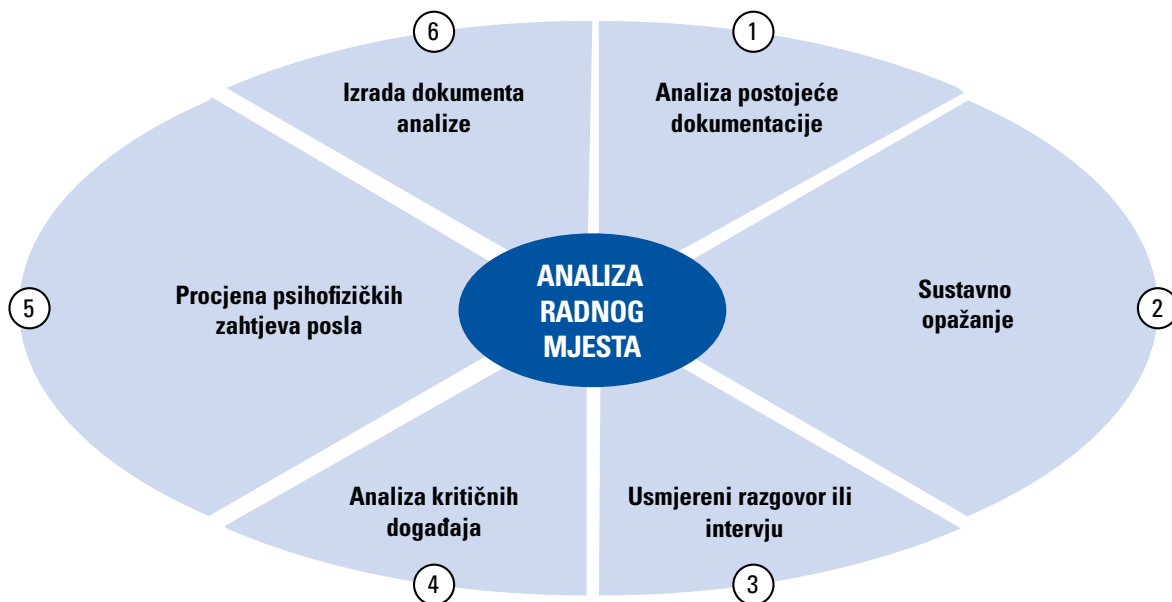 1
Analiza postojeće
dokumentacije
2
Sustavno
opažanje
3
Usmjereni razgovor ili
intervju
4
Analiza kritičnih
događaja
5
Procjena psihofizičkih
zahtjeva posla
6
Izrada dokumenta
analize
ANALIZA
RADNOG
MJESTA